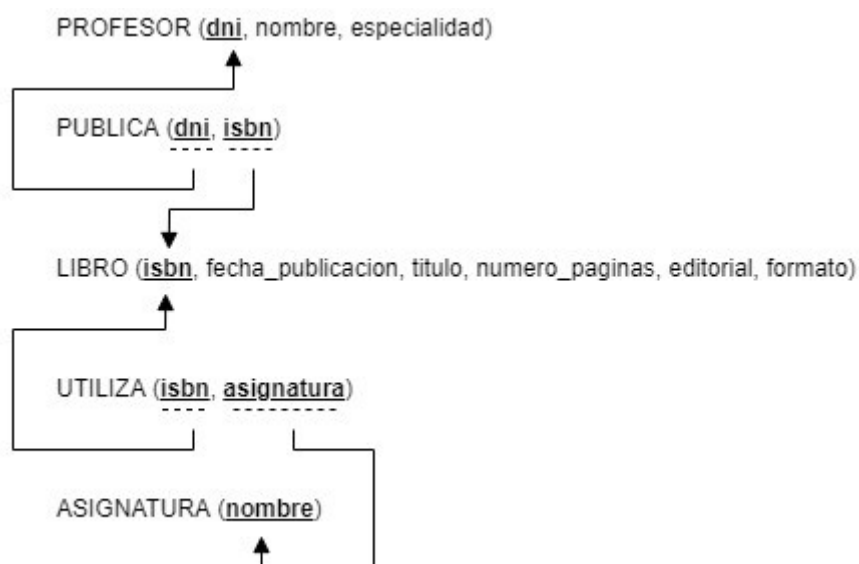 PROFESOR (dni, nombre, especialidad)
PUBLICA (dni, isbn)
LIBRO (isbn, fecha_publicacion, titulo, numero_paginas, editorial, formato)
UTILIZA (isbn, asignatura)
ASIGNATURA (nombre)